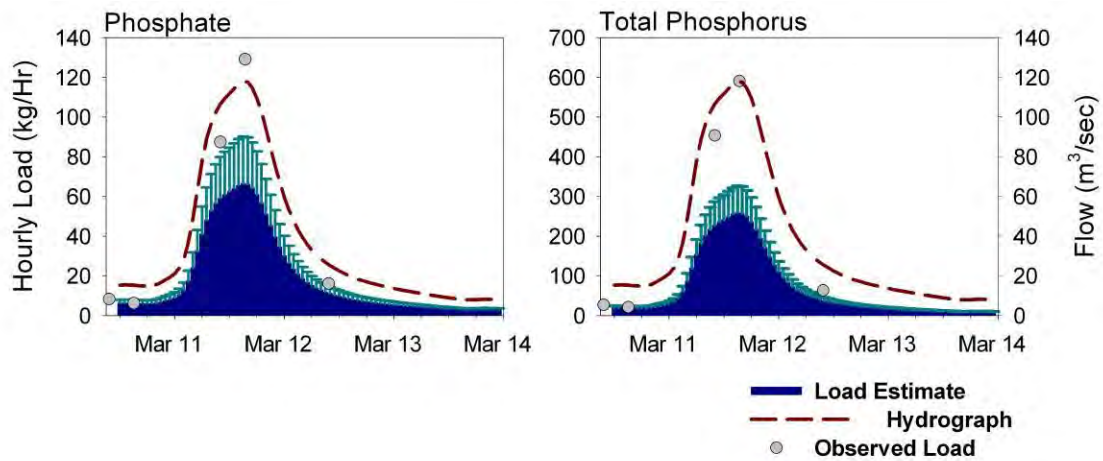 Phosphate
Hourly Load (kg/Hr)
140
120
100
80
60
40
20
0
Mar 11 Mar 12 Mar 13 Mar 14
Total Phosphorus
700
600
500
400
300
200
100
0
Mar 11 Mar 12 Mar 13 Mar 14
140
120
100
80
60
40
20
0
Flow (m³/sec)
Load Estimate
Hydrograph
Observed Load